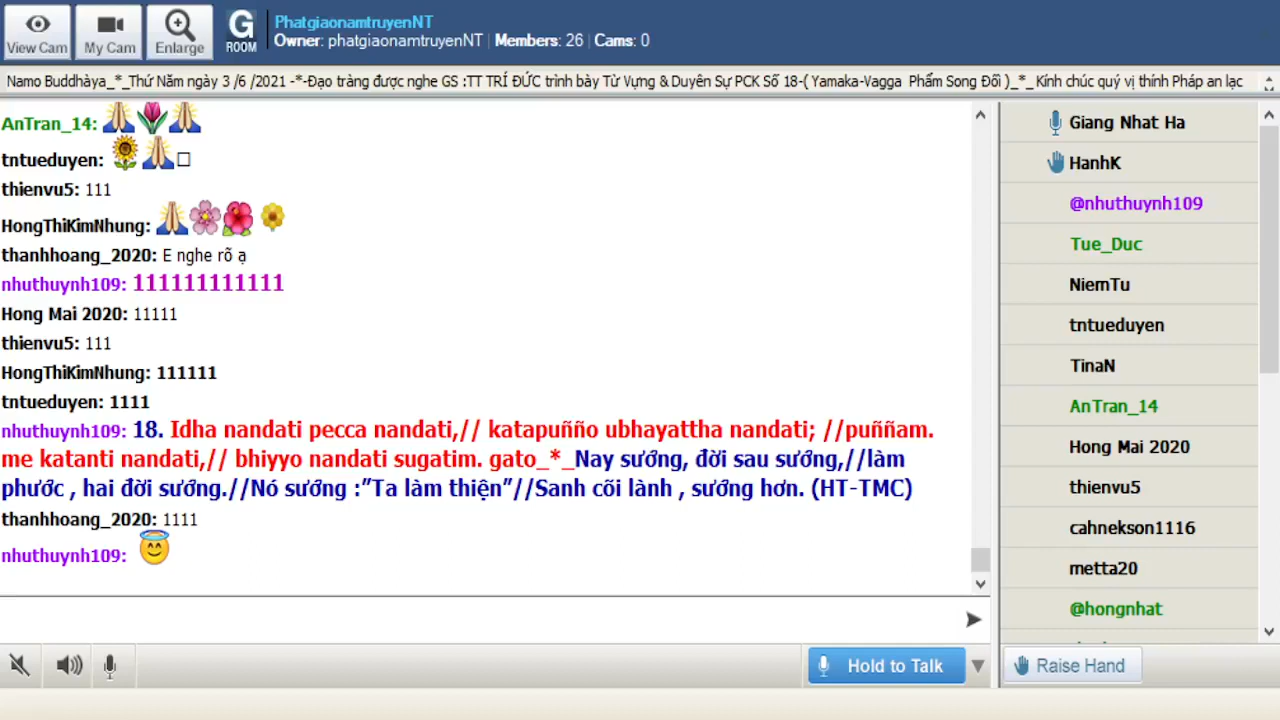 View Cam
My Cam
Enlarge
G
ROOM
PhatgiaonamtruyenNT
Owner: phatgiaonamtruyenNT | Members: 26 | Cams: 0
Namo Buddhàya_*_Thứ Năm ngày 3 /6 /2021 -*-Đạo tràng được nghe GS :TT TRÍ ĐỨC trình bày Từ Vựng & Duyên Sự PCK Số 18-( Yamaka-Vagga Phẩm Song Đối )_*_ Kính chúc quý vị thính Pháp an lạc
AnTran_14:
tntueduyen:
thienvu5: 111
HongThiKimNhung:
thanhhoang_2020: E nghe rõ ạ
nhuthuynh109: 111111111111
Hong Mai 2020: 11111
thienvu5: 111
HongThiKimNhung: 111111
tntueduyen: 1111
nhuthuynh109: 18. Idha nandati pecca nandati,// katapuñño ubhayattha nandati; //puññam.
me katanti nandati,// bhiyyo nandati sugatim. gato_*_Nay sướng, đời sau sướng,//làm
phước , hai đời sướng.//Nó sướng :”Ta làm thiện”//Sanh cõi lành , sướng hơn. (HT-TMC)
thanhhoang_2020: 1111
nhuthuynh109:
Giang Nhat Ha
HanhK
@nhuthuynh109
Tue_Duc
NiemTu
tntueduyen
TinaN
AnTran_14
Hong Mai 2020
thienvu5
cahnekson1116
metta20
@hongnhat
Hold to Talk
Raise Hand